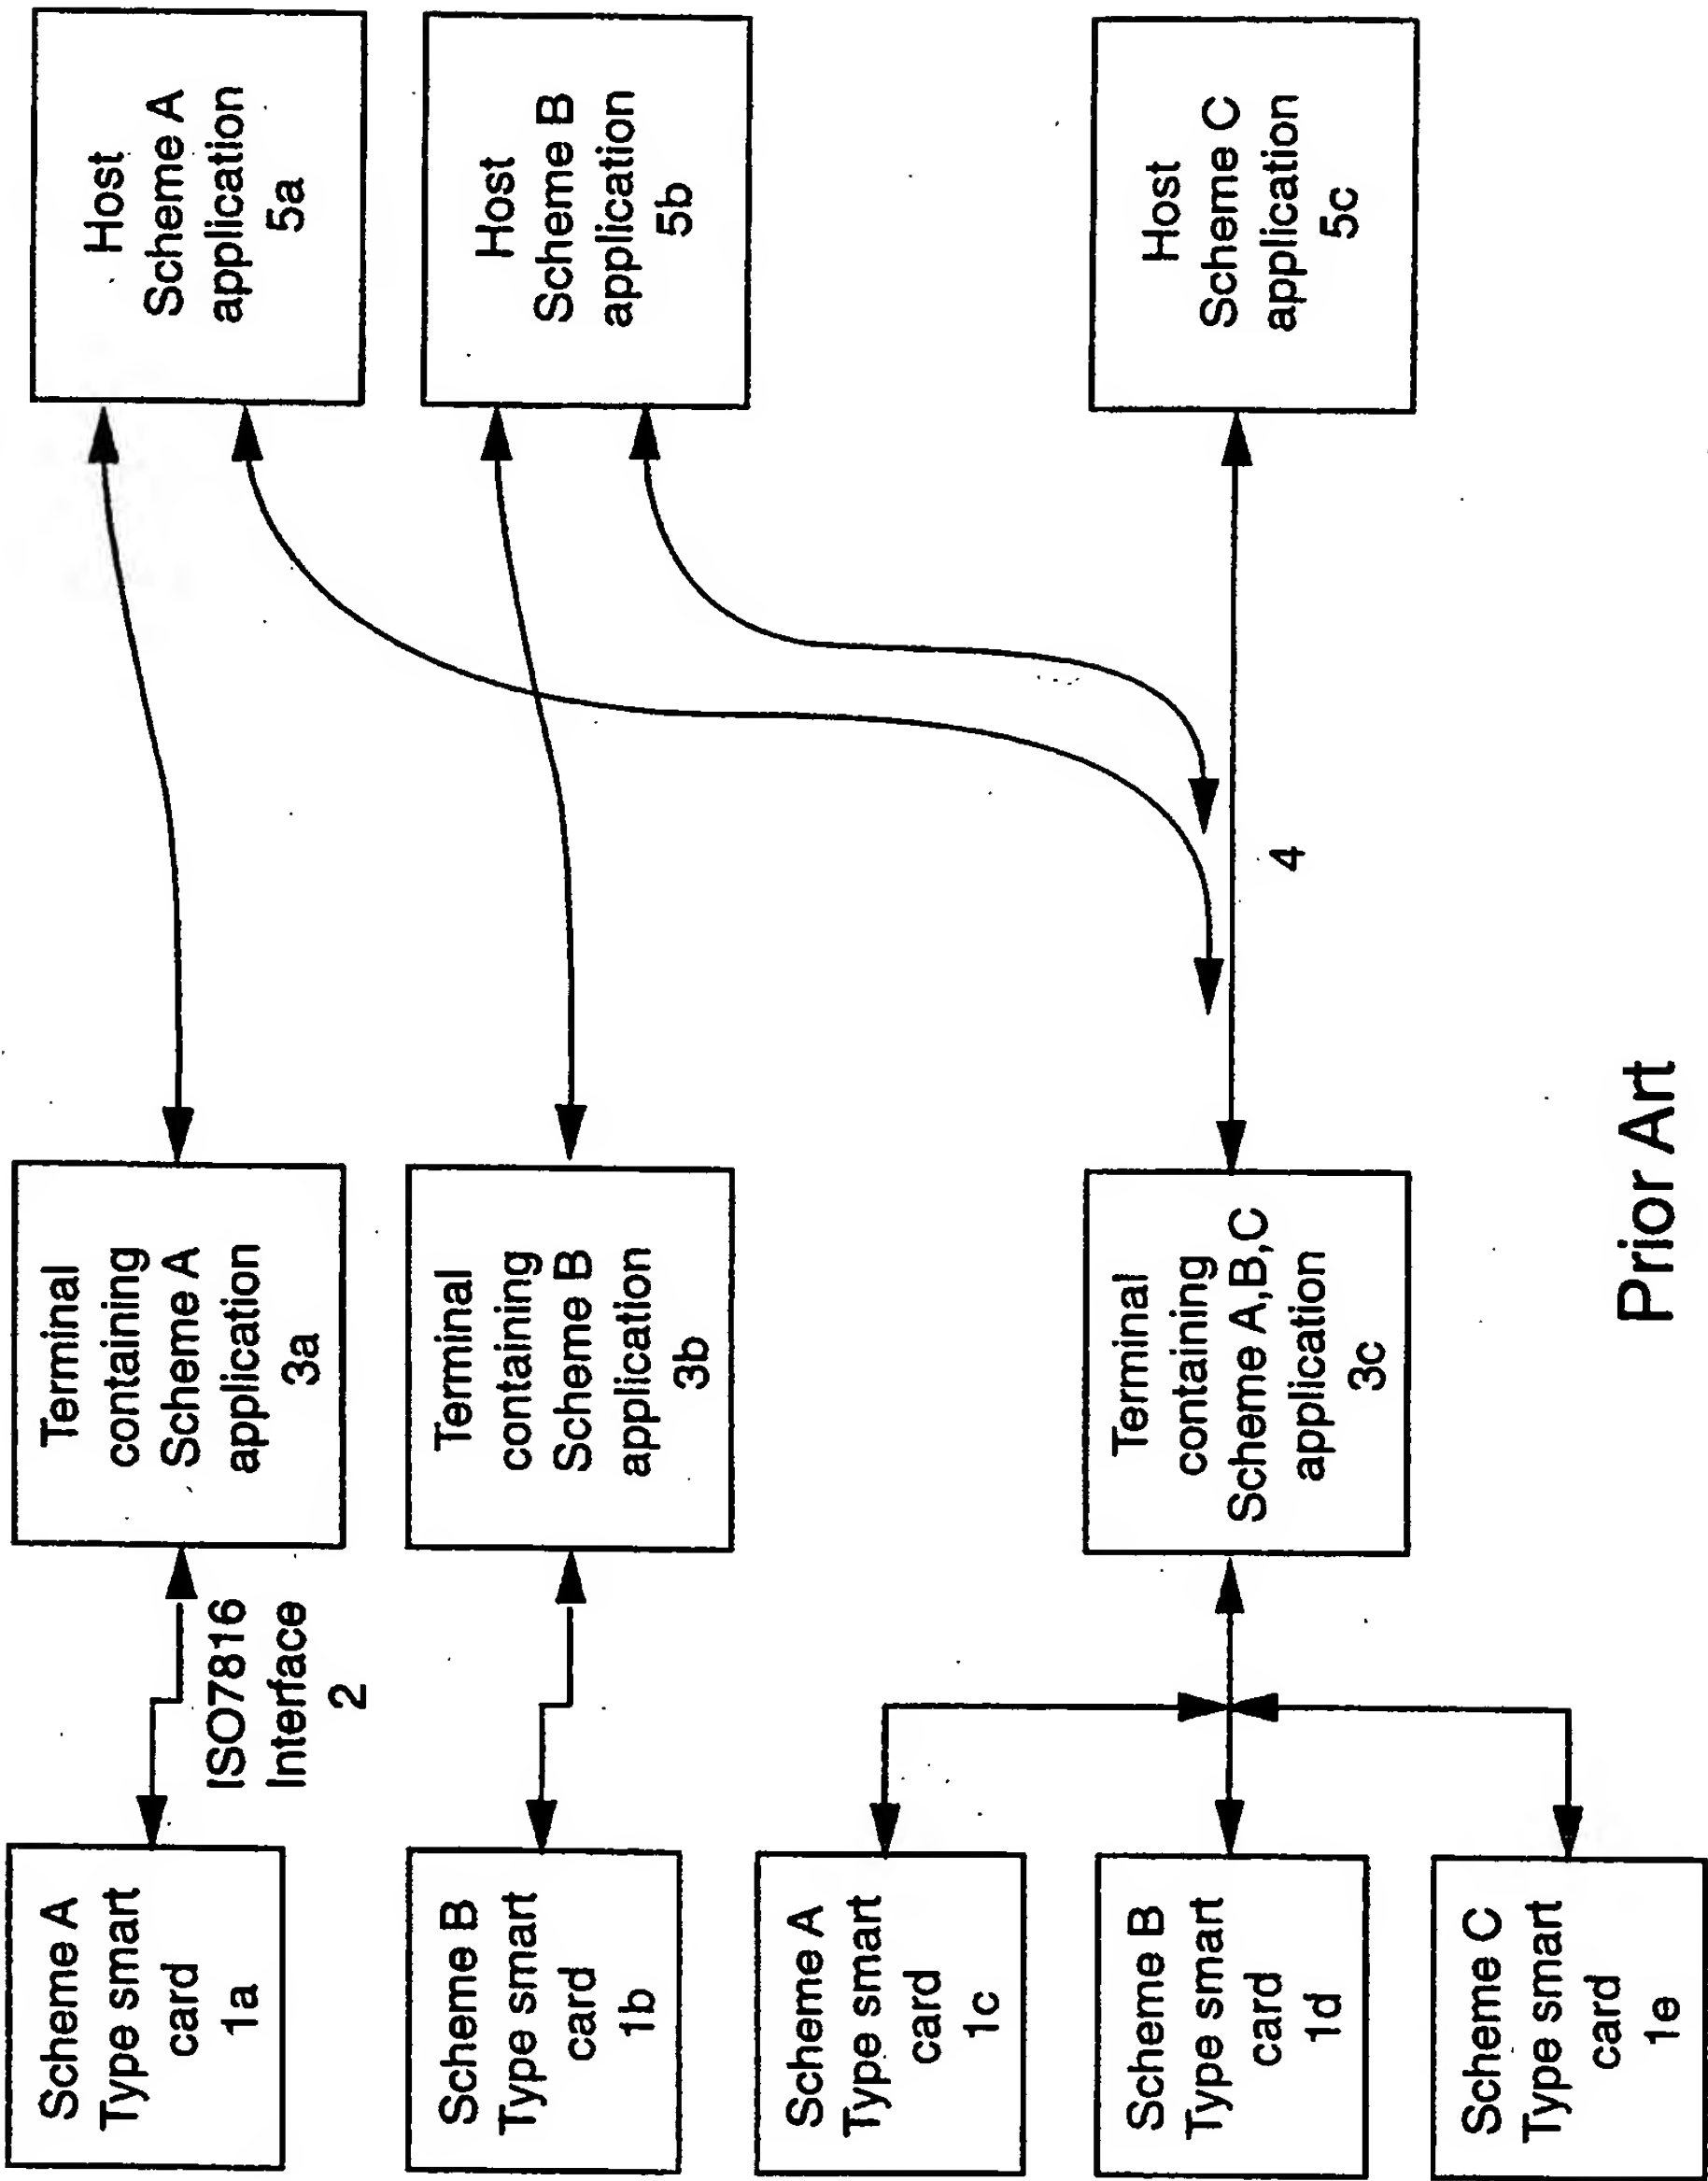 Scheme A
Type smart
card
1a
ISO7816
Interface
2
Terminal
containing
Scheme A
application
3a
Host
Scheme A
application
5a
Scheme B
Type smart
card
1b
Terminal
containing
Scheme B
application
3b
Host
Scheme B
application
5b
Scheme A
Type smart
card
1c
Scheme B
Type smart
card
1d
Scheme C
Type smart
card
1e
Terminal
containing
Scheme A,B,C
application
3c
4
Host
Scheme C
application
5c
Prior Art